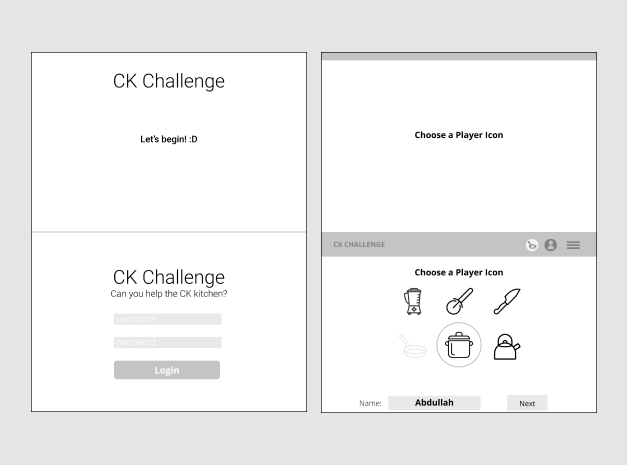 CK Challenge
Let's begin! :D
CK Challenge
Can you help the CK kitchen?
username
password
Login
Choose a Player Icon
CK CHALLENGE
Choose a Player Icon
Name: Abdullah Next